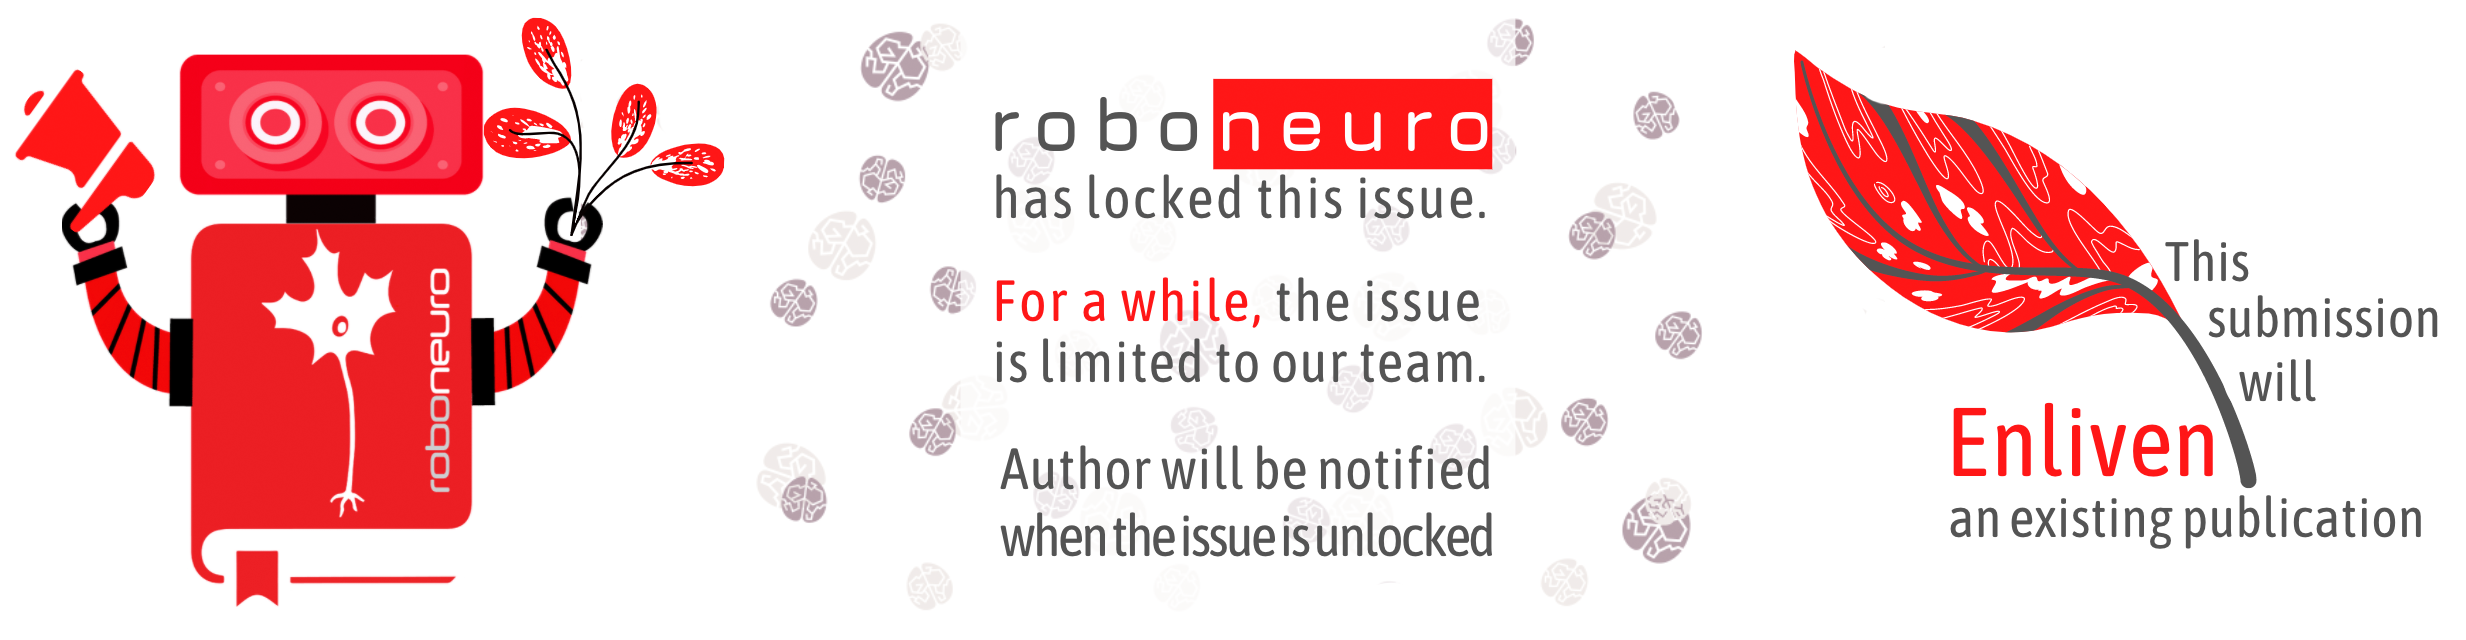 roboneuro
roboneuro
has locked this issue.
For a while, the issue
is limited to our team.
Author will be notified
when the issue is unlocked
This
submission
will
Enliven
an existing publication